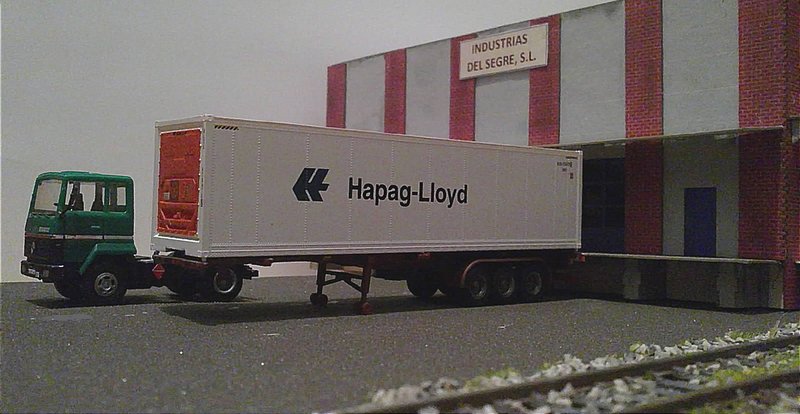 INDUSTRIAS
DEL SEGRE, S.L.
Hapag-Lloyd